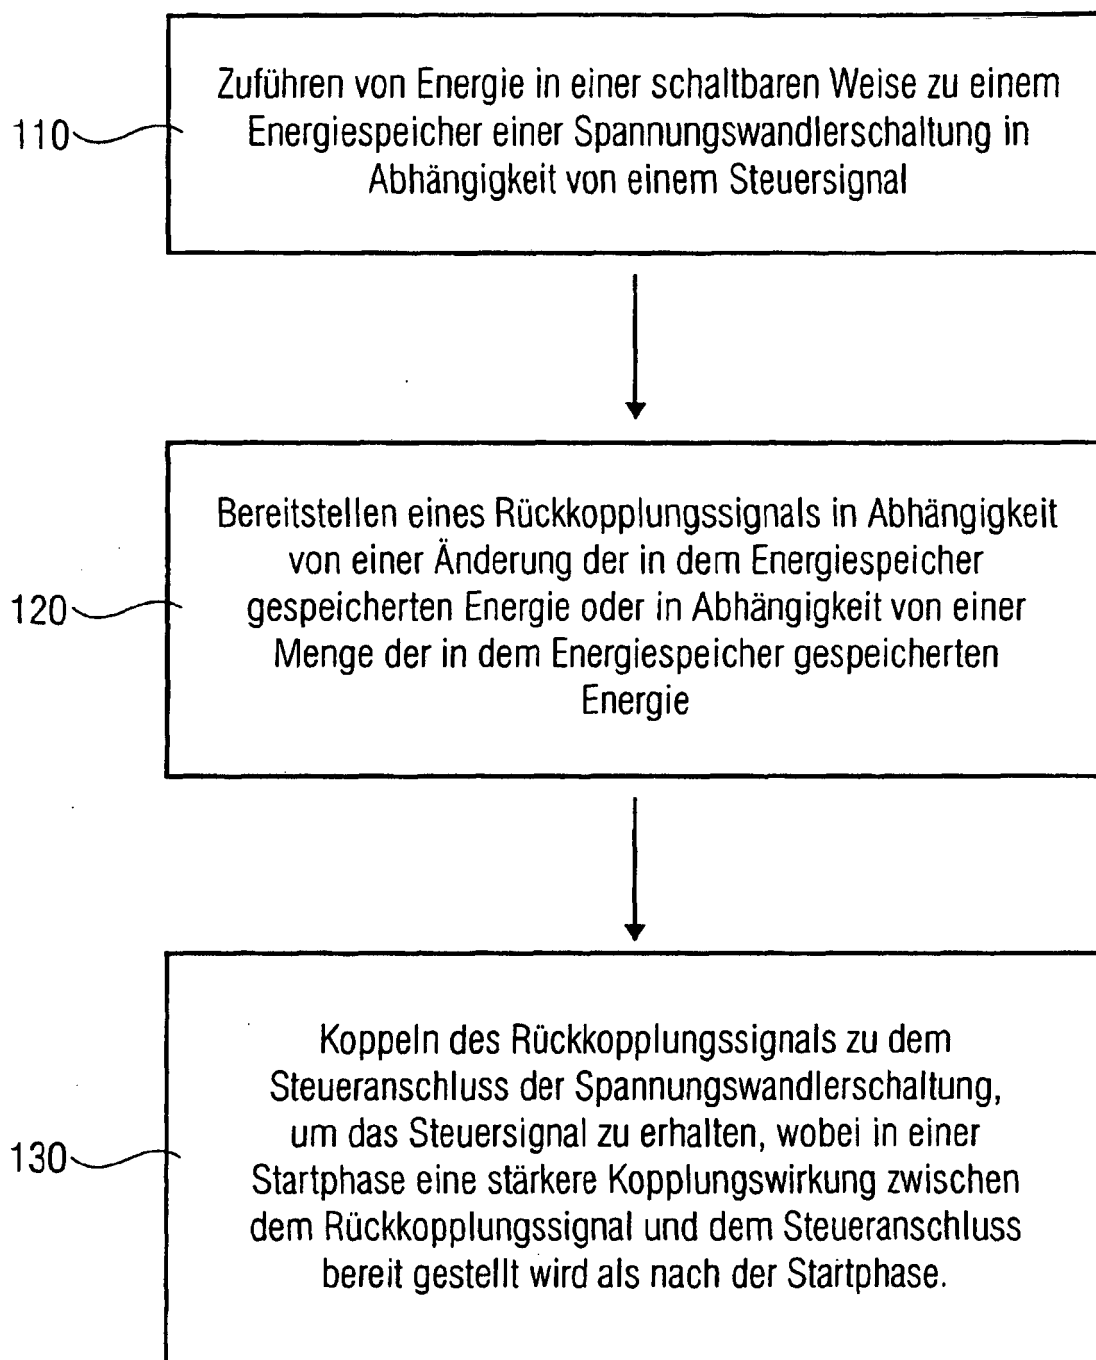 110
Zuführen von Energie in einer schaltbaren Weise zu einem
Energiespeicher einer Spannungswandlerschaltung in
Abhängigkeit von einem Steuersignal
120
Bereitstellen eines Rückkopplungssignals in Abhängigkeit
von einer Änderung der in dem Energiespeicher
gespeicherten Energie oder in Abhängigkeit von einer
Menge der in dem Energiespeicher gespeicherten
Energie
130
Koppeln des Rückkopplungssignals zu dem
Steueranschluss der Spannungswandlerschaltung,
um das Steuersignal zu erhalten, wobei in einer
Startphase eine stärkere Kopplungswirkung zwischen
dem Rückkopplungssignal und dem Steueranschluss
bereit gestellt wird als nach der Startphase.